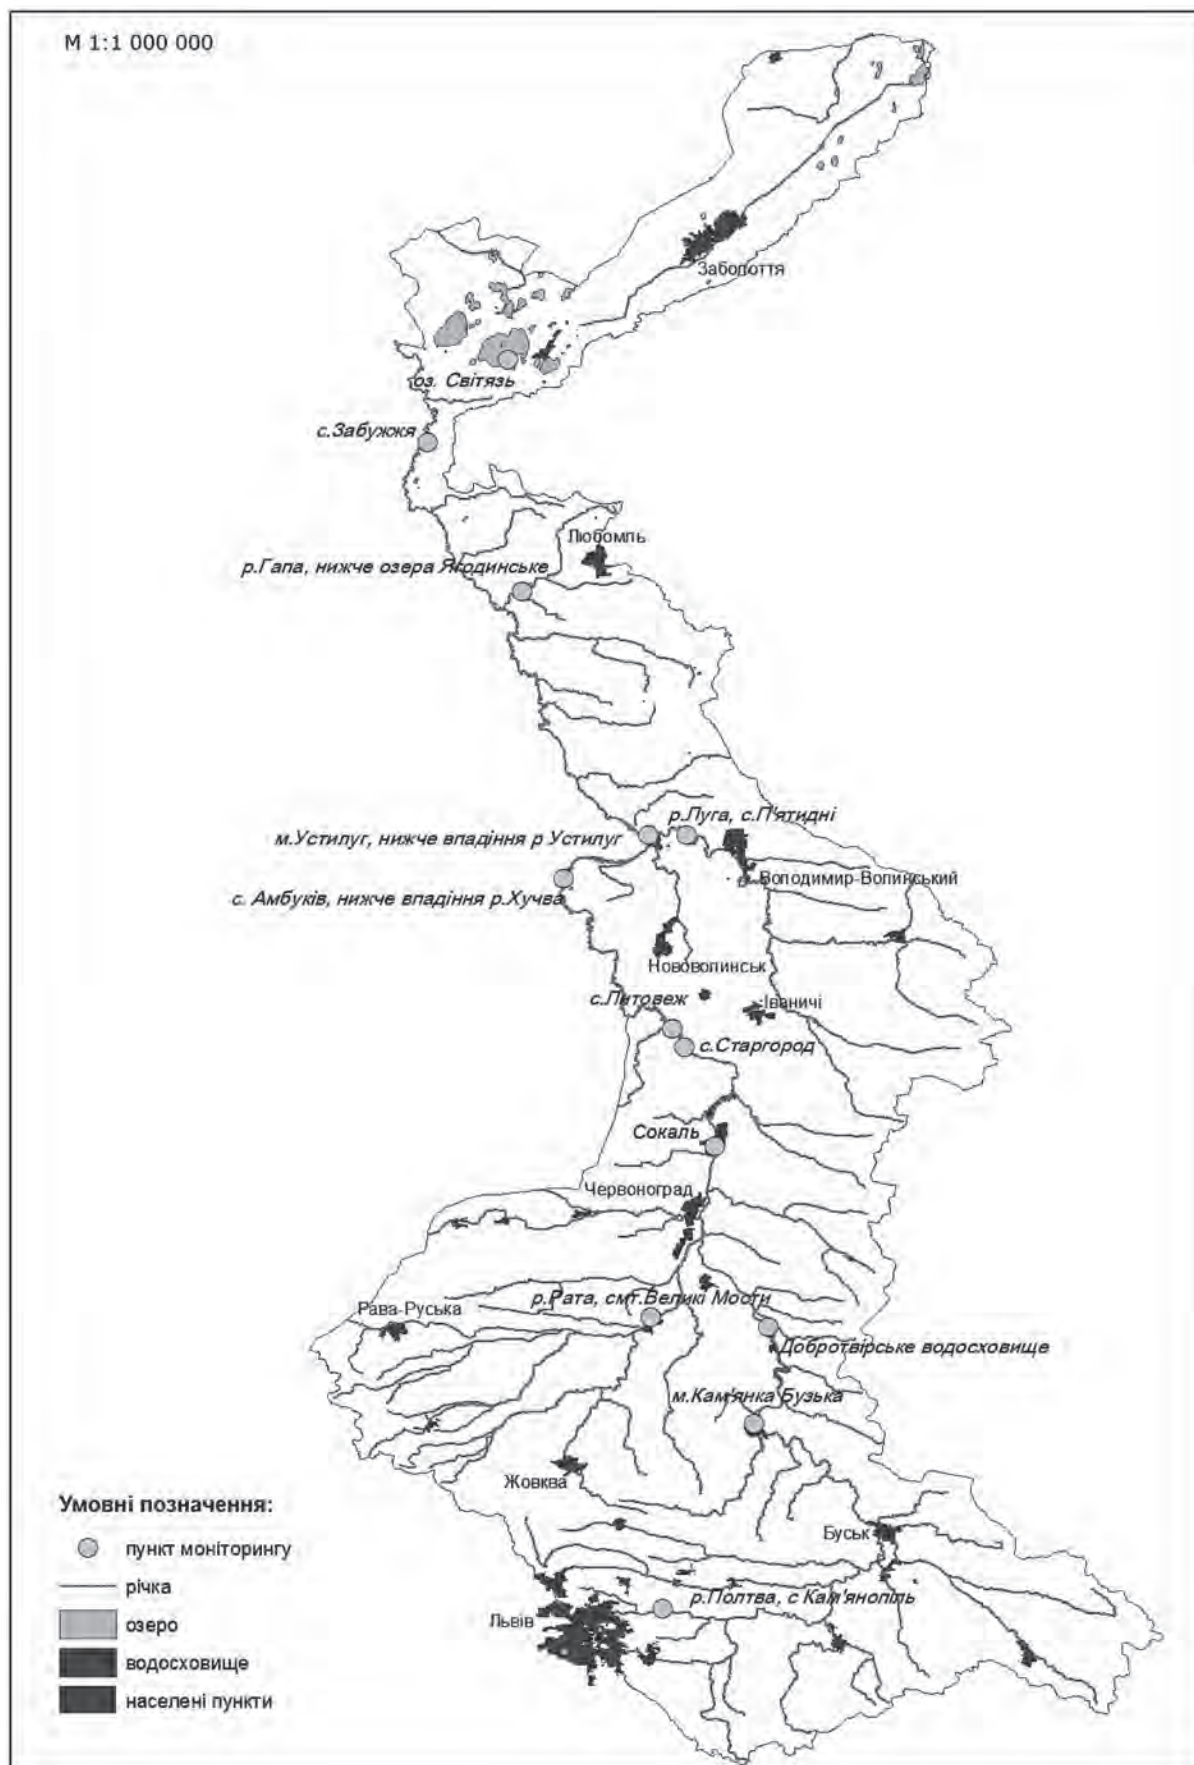 М 1:1 000 000
Заболоття
оз. Світязь
с.Забужжя
Любомль
р.Гапа, нижче озера Ягодинське
р.Луга, с.П'ятидні
м.Устилуг, нижче впадіння р Устилуг
Володимир-Волинський
с. Амбуків, нижче впадіння р.Хучва
Нововолинськ
с.Литовеж
Іваничі
с.Старгород
Сокаль
Червоноград
р.Рата, смт.Великі Мости
Рава-Руська
Добротвірське водосховище
м.Кам'янка Бузька
Жовква
Умовні позначення:
Буськ
пункт моніторингу
річка
р.Полтва, с Кам'янопіль
Львів
озеро
водосховище
населені пункти